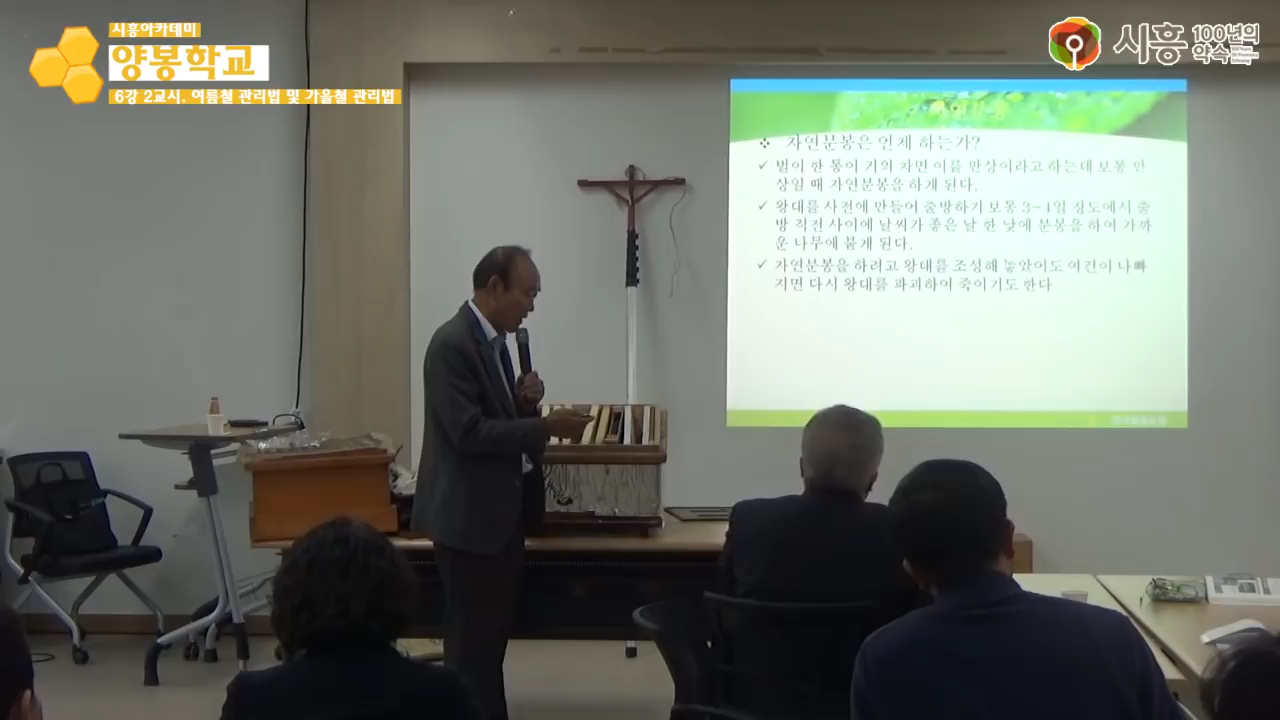 시흥아카데미
양봉학교
6강 2교시. 여름철 관리법 및 가을철 관리법
시흥 100년의 약속
자연분봉
❖ 자연분봉은 언제 하는가?
✓ 벌이 한 통이 거의 차면 이를 만상이라고 하는데 보통 만
상일 때 자연분봉을 하게 된다.
✓ 왕대를 사전에 만들어 출방하기 보통 3~4일 정도에서 출
방 직전 사이에 날씨가 좋은 날 한 낮에 분봉을 하여 가까
운 나무에 붙게 된다.
✓ 자연분봉을 하려고 왕대를 조성해 놓았어도 여건이 나빠
지면 다시 왕대를 파괴하여 죽이기도 한다